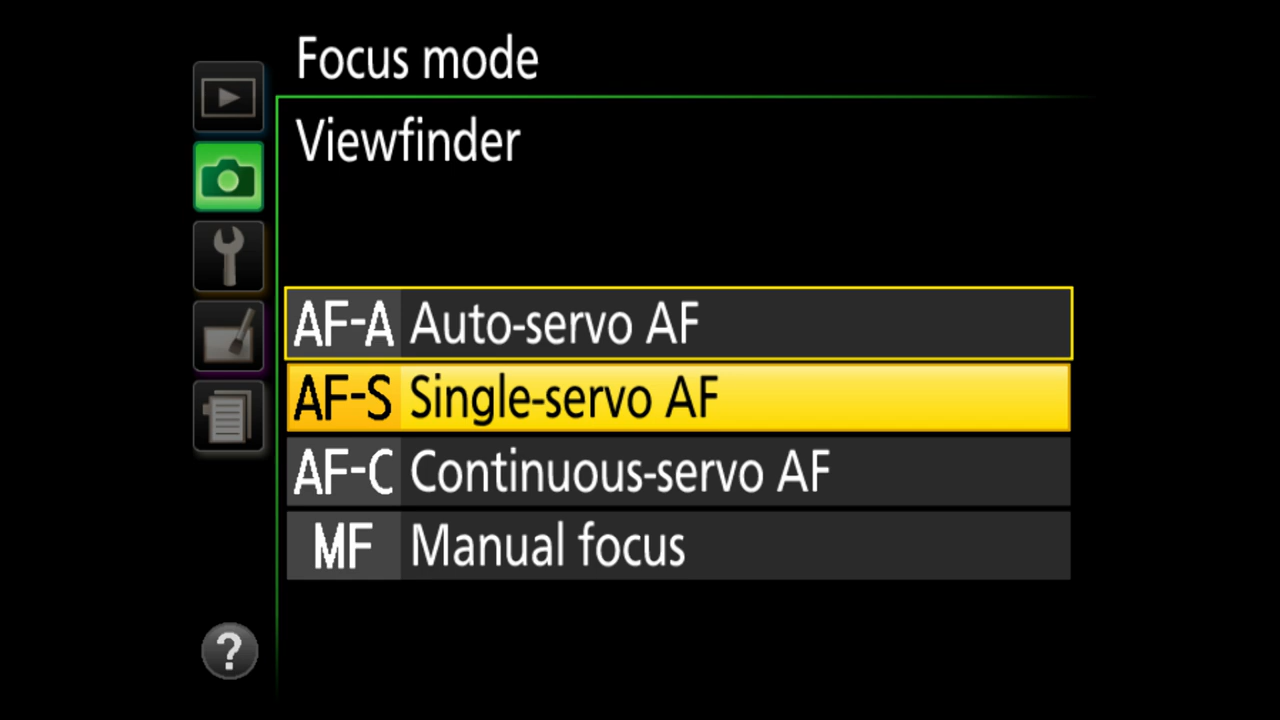 Focus mode
Viewfinder
AF-A Auto-servo AF
AF-S Single-servo AF
AF-C Continuous-servo AF
MF Manual focus
?